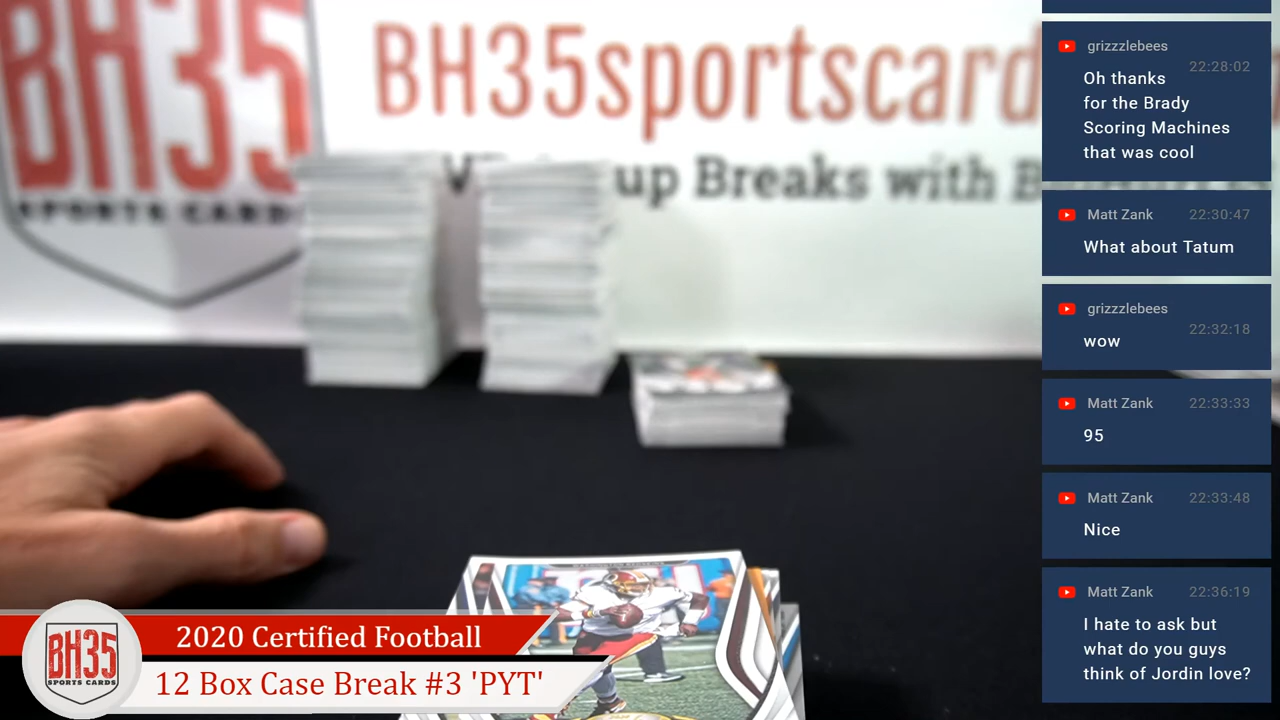 BH35
SPORTS CARDS
BH35sportscard
up Breaks with
grizzzlebees
22:28:02
Oh thanks
for the Brady
Scoring Machines
that was cool
Matt Zank 22:30:47
What about Tatum
grizzzlebees
22:32:18
wow
Matt Zank 22:33:33
95
Matt Zank 22:33:48
Nice
Matt Zank 22:36:19
I hate to ask but
what do you guys
think of Jordin love?
BH35
SPORTS CARDS
2020 Certified Football
12 Box Case Break #3 'PYT'